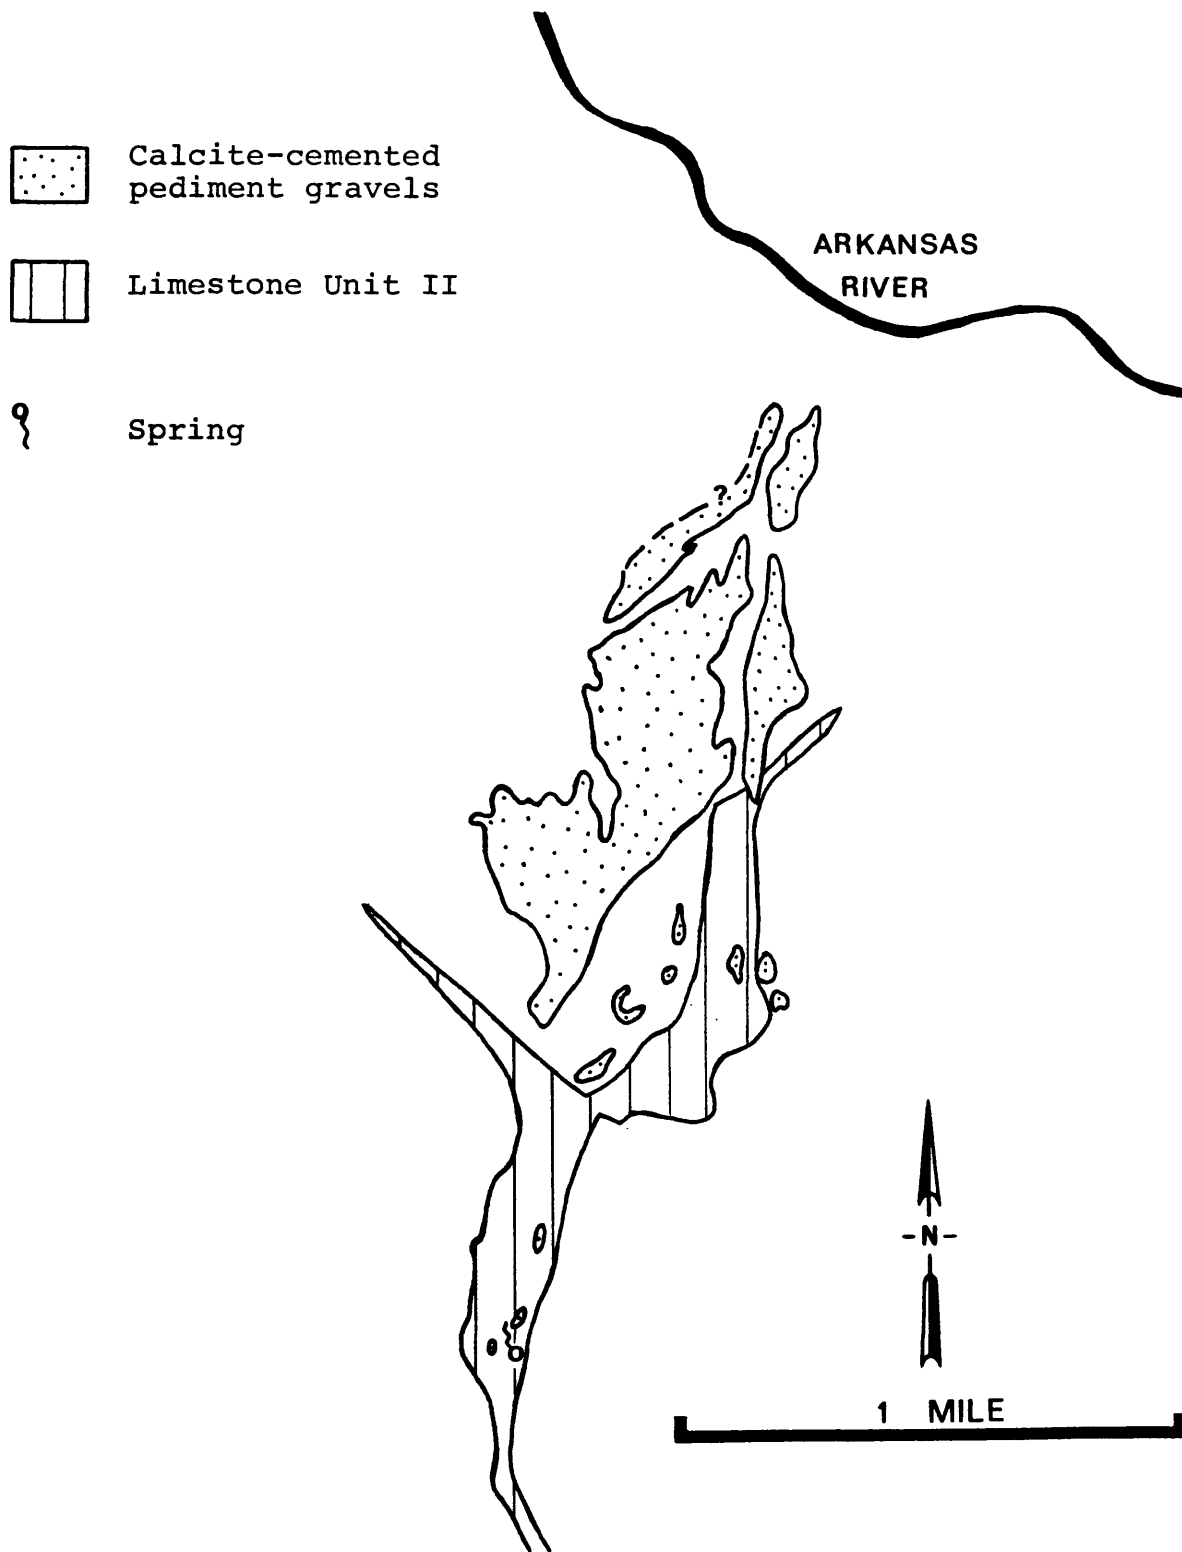 Calcite-cemented
pediment gravels
Limestone Unit II
Spring
ARKANSAS
RIVER
?
-N-
1 MILE